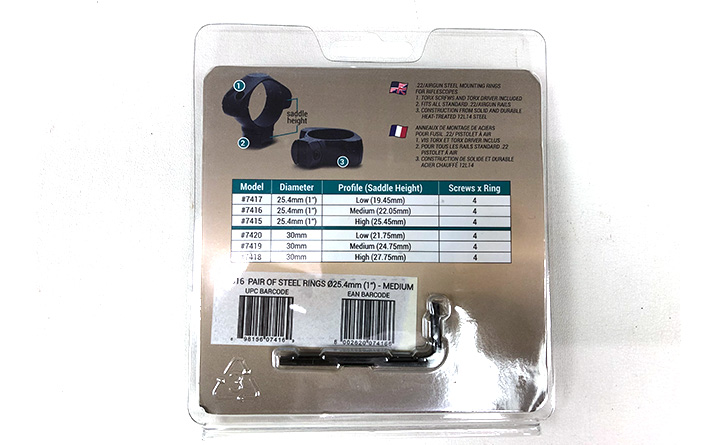 1
saddle
height
2
3
.22/AIRGUN STEEL MOUNTING RINGS
FOR RIFLESCOPES
1. TORX SCREWS AND TORX DRIVER INCLUDED
2. FITS ALL STANDARD .22/AIRGUN RAILS
3. CONSTRUCTION FROM SOLID AND DURABLE
HEAT-TREATED 12L14 STEEL
ANNEAUX DE MONTAGE DE ACIERS
POUR FUSIL .22/ PISTOLET À AIR
1. VIS TORX ET TORX DRIVER INCLUS
2. POUR TOUS LES RAILS STANDARD .22
PISTOLET À AIR
3. CONSTRUCTION DE SOLIDE ET DURABLE
ACIER CHAUFFÉ 12L14
Model Diameter Profile (Saddle Height) Screws x Ring
#7417 25.4mm (1") Low (19.45mm) 4
#7416 25.4mm (1") Medium (22.05mm) 4
#7415 25.4mm (1") High (25.45mm) 4
#7420 30mm Low (21.75mm) 4
#7419 30mm Medium (24.75mm) 4
#7418 30mm High (27.75mm) 4
16 PAIR OF STEEL RINGS Ø25.4mm (1") - MEDIUM
UPC BARCODE EAN BARCODE
98156 07416 002820 074166